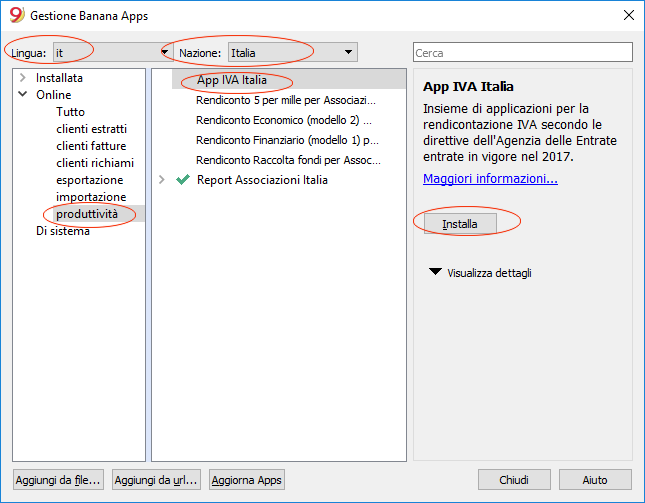 Gestione Banana Apps
Lingua: it Nazione: Italia Cerca
Installata
Online
Tutto
clienti estratti
clienti fatture
clienti richiami
esportazione
importazione
produttività
Di sistema
App IVA Italia
Rendiconto 5 per mille per Associazi...
Rendiconto Economico (modello 2) ...
Rendiconto Finanziario (modello 1) p...
Rendiconto Raccolta fondi per Assoc...
Report Associazioni Italia
App IVA Italia
Insieme di applicazioni per la
rendicontazione IVA secondo le
direttive dell'Agenzia delle Entrate
entrate in vigore nel 2017.
Maggiori informazioni...
Installa
Visualizza dettagli
Aggiungi da file... Aggiungi da url... Aggiorna Apps Chiudi Aiuto